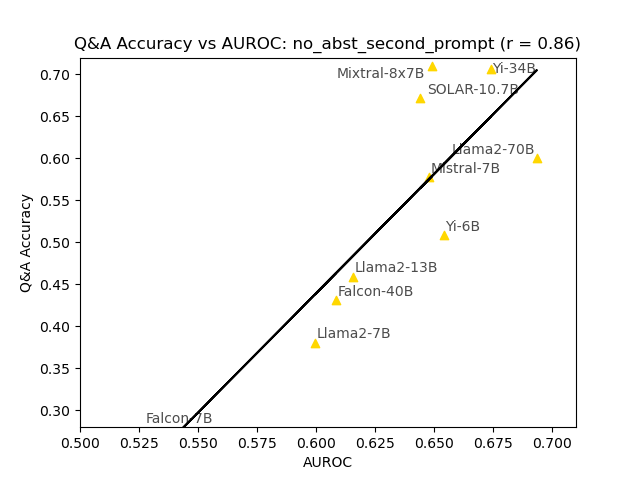 Q&A Accuracy vs AUROC: no_abst_second_prompt (r = 0.86)
0.70
0.65
0.60
0.55
0.50
0.45
0.40
0.35
0.30
Q&A Accuracy
Mixtral-8x7B
Yi-34B
SOLAR-10.7B
Llama2-70B
Mistral-7B
Yi-6B
Llama2-13B
Falcon-40B
Llama2-7B
Falcon-7B
0.500
0.525
0.550
0.575
0.600
0.625
0.650
0.675
0.700
AUROC